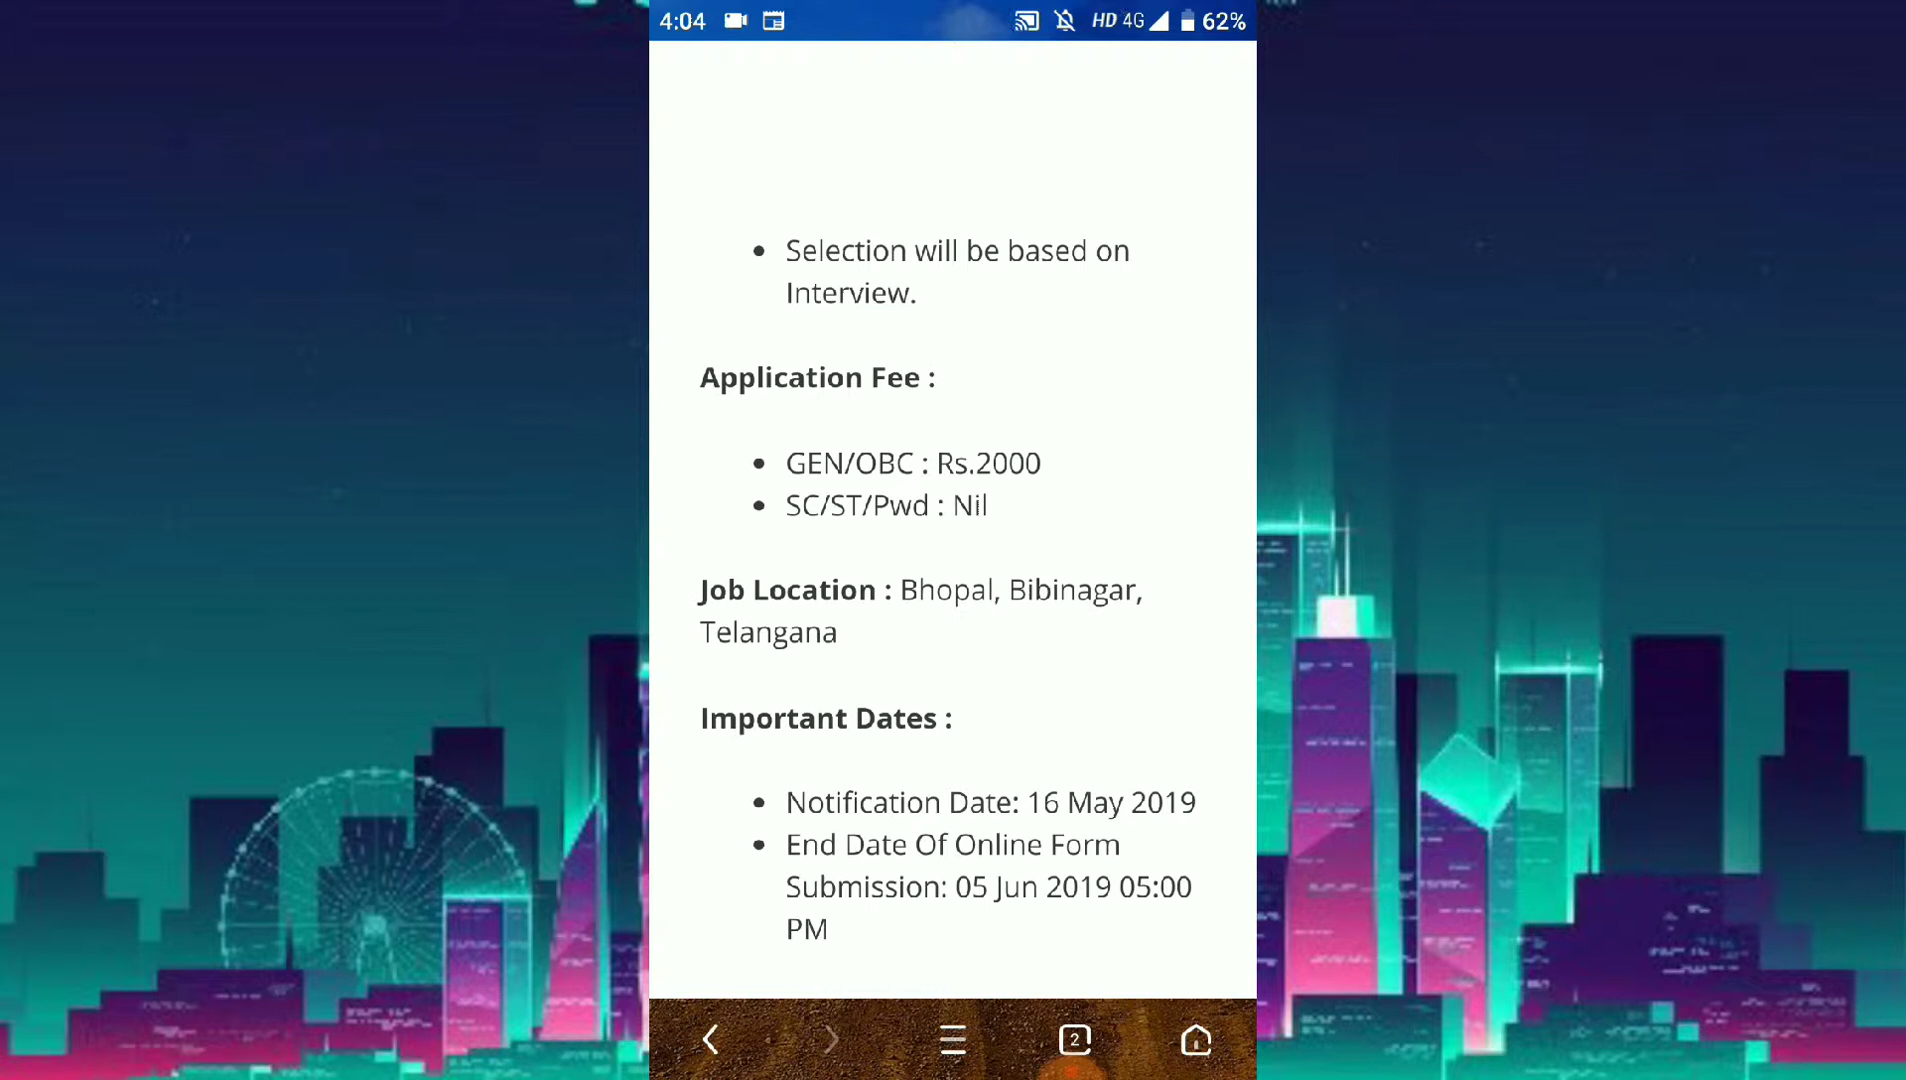 4:04 HD 4G 62%
• Selection will be based on
Interview.
Application Fee :
• GEN/OBC : Rs.2000
• SC/ST/Pwd : Nil
Job Location : Bhopal, Bibinagar,
Telangana
Important Dates :
• Notification Date: 16 May 2019
• End Date Of Online Form
Submission: 05 Jun 2019 05:00
PM
2